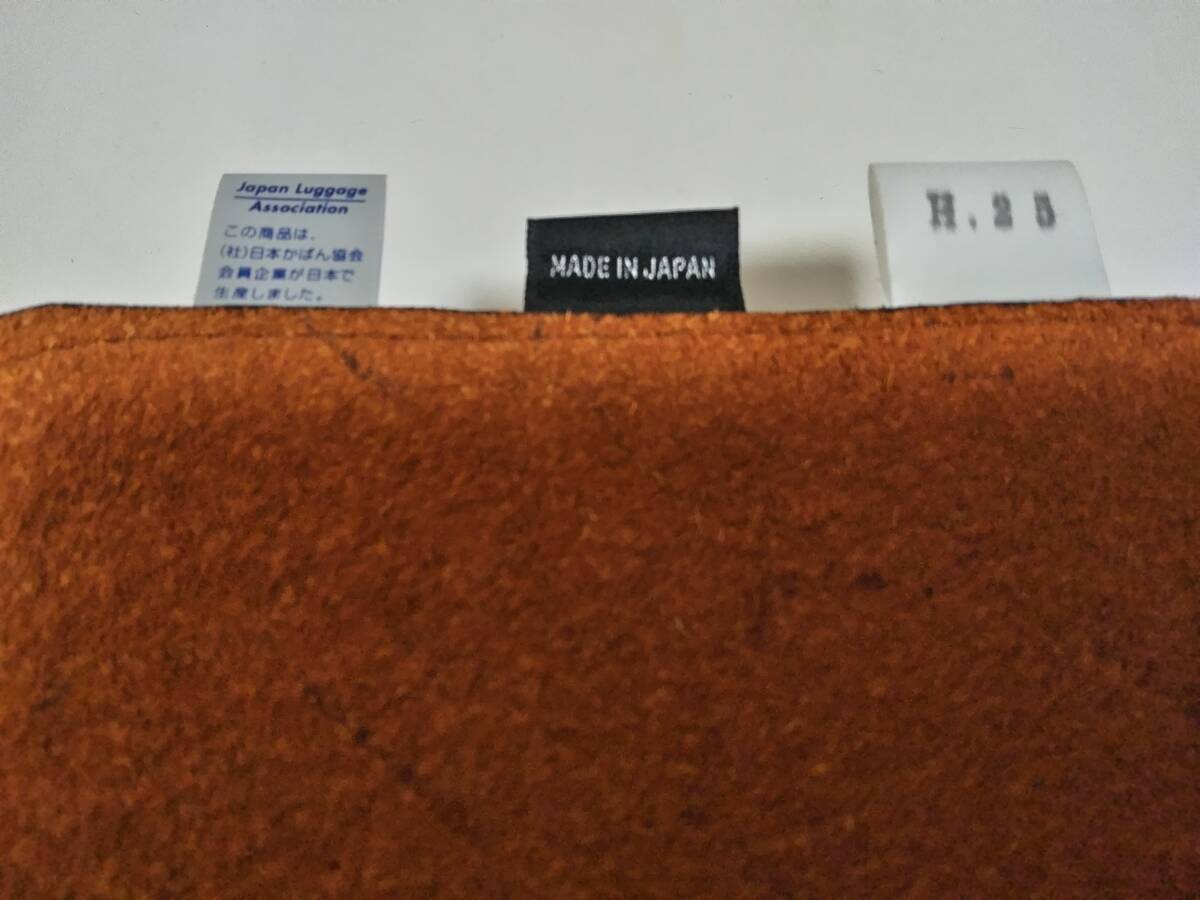 Japan Luggage
Association
この商品は、
(社)日本かばん協会
会員企業が日本で
生産しました。
MADE IN JAPAN
H.25